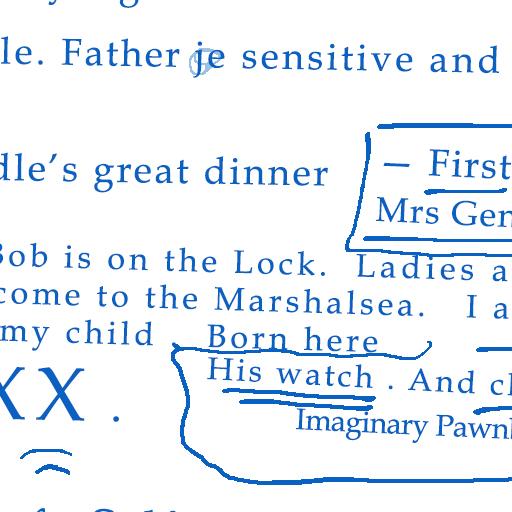 le. Father je sensitive and
dle’s great dinner
— First
Mrs Gen
Bob is on the Lock. Ladies a
come to the Marshalsea. I a
my child Born here
His watch . And cl
XX .
Imaginary Pawnb